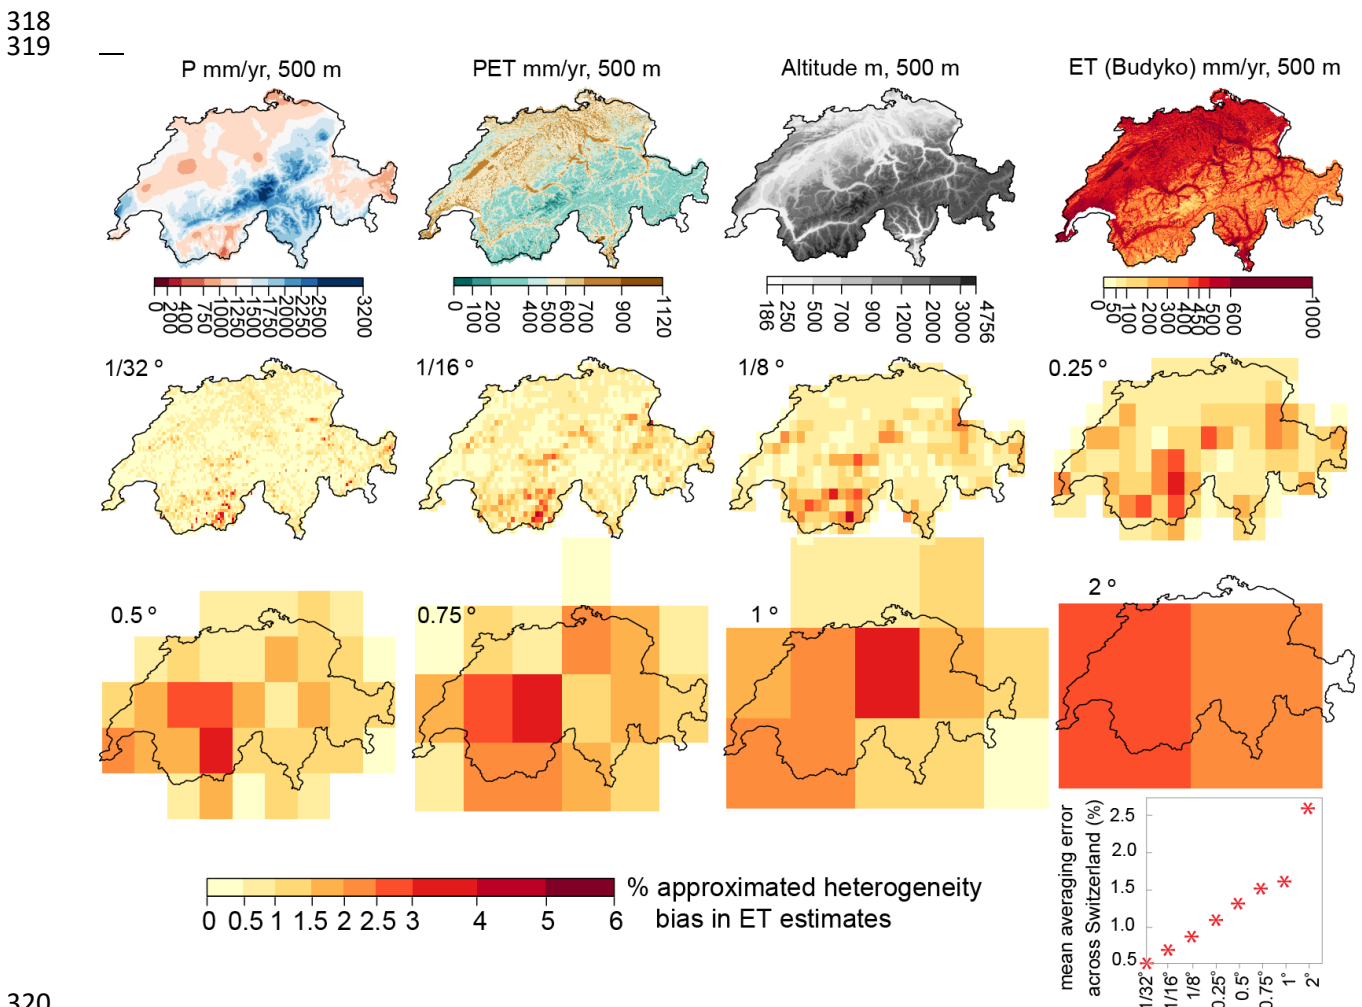 318
319
P mm/yr, 500 m
PET mm/yr, 500 m
Altitude m, 500 m
ET (Budyko) mm/yr, 500 m
0 200 400 750 1000 1250 1500 1750 2000 2500 3200
0 100 200 400 500 600 700 900 1120
186 250 500 700 900 1200 2000 3000 4756
0 50 100 200 300 400 450 500 600 1000
1/32 °
1/16 °
1/8 °
0.25 °
0.5 °
0.75 °
1 °
2 °
% approximated heterogeneity
bias in ET estimates
0 0.5 1 1.5 2 2.5 3 4 5 6
mean averaging error
across Switzerland (%)
2.5
2.0
1.5
1.0
0.5
1/32° 1/16° 1/8° 0.25° 0.5° 0.75° 1° 2°
320